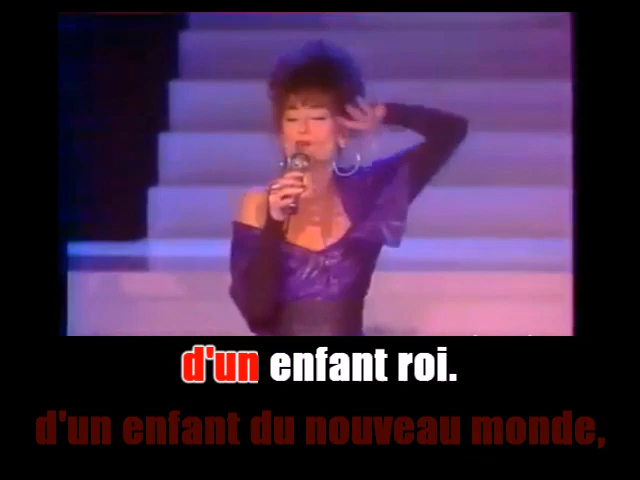 d'un enfant roi.
d'un enfant du nouveau monde,